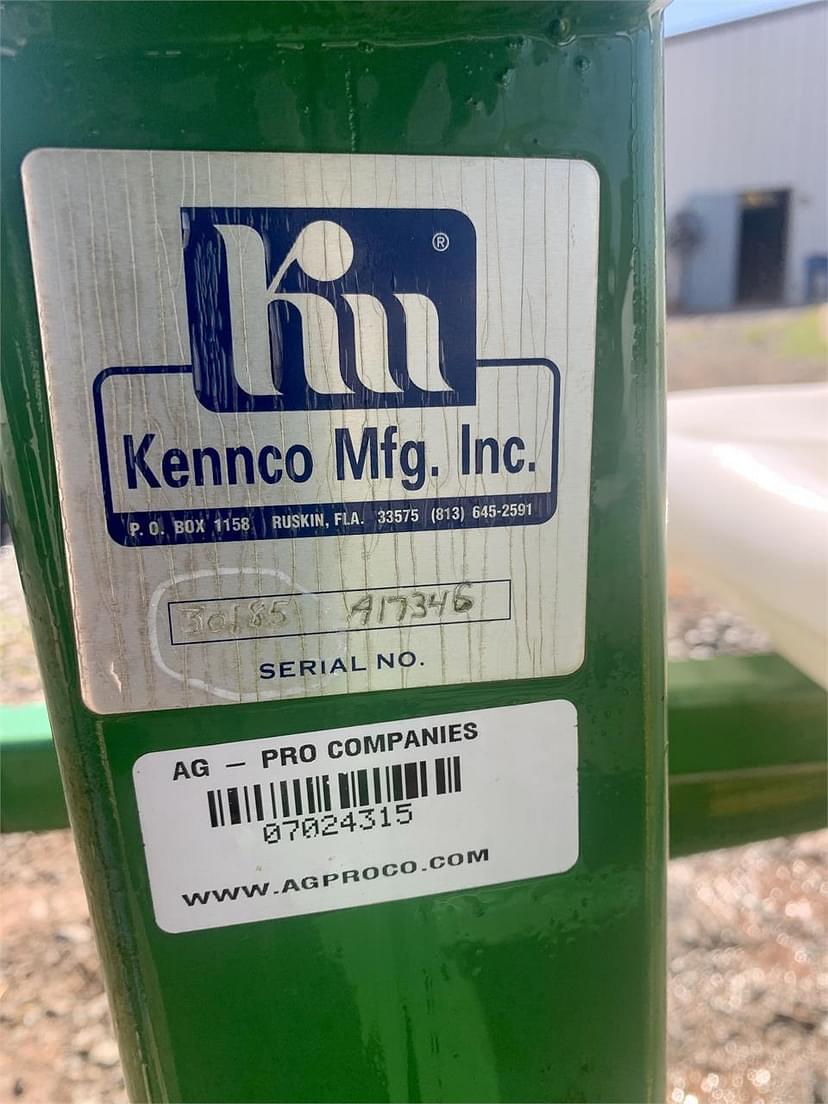 Km ®
Kennco Mfg. Inc.
P. O. BOX 1158 RUSKIN, FLA. 33575 (813) 645-2591
30185 A17346
SERIAL NO.
AG – PRO COMPANIES
07024315
WWW.AGPROCO.COM